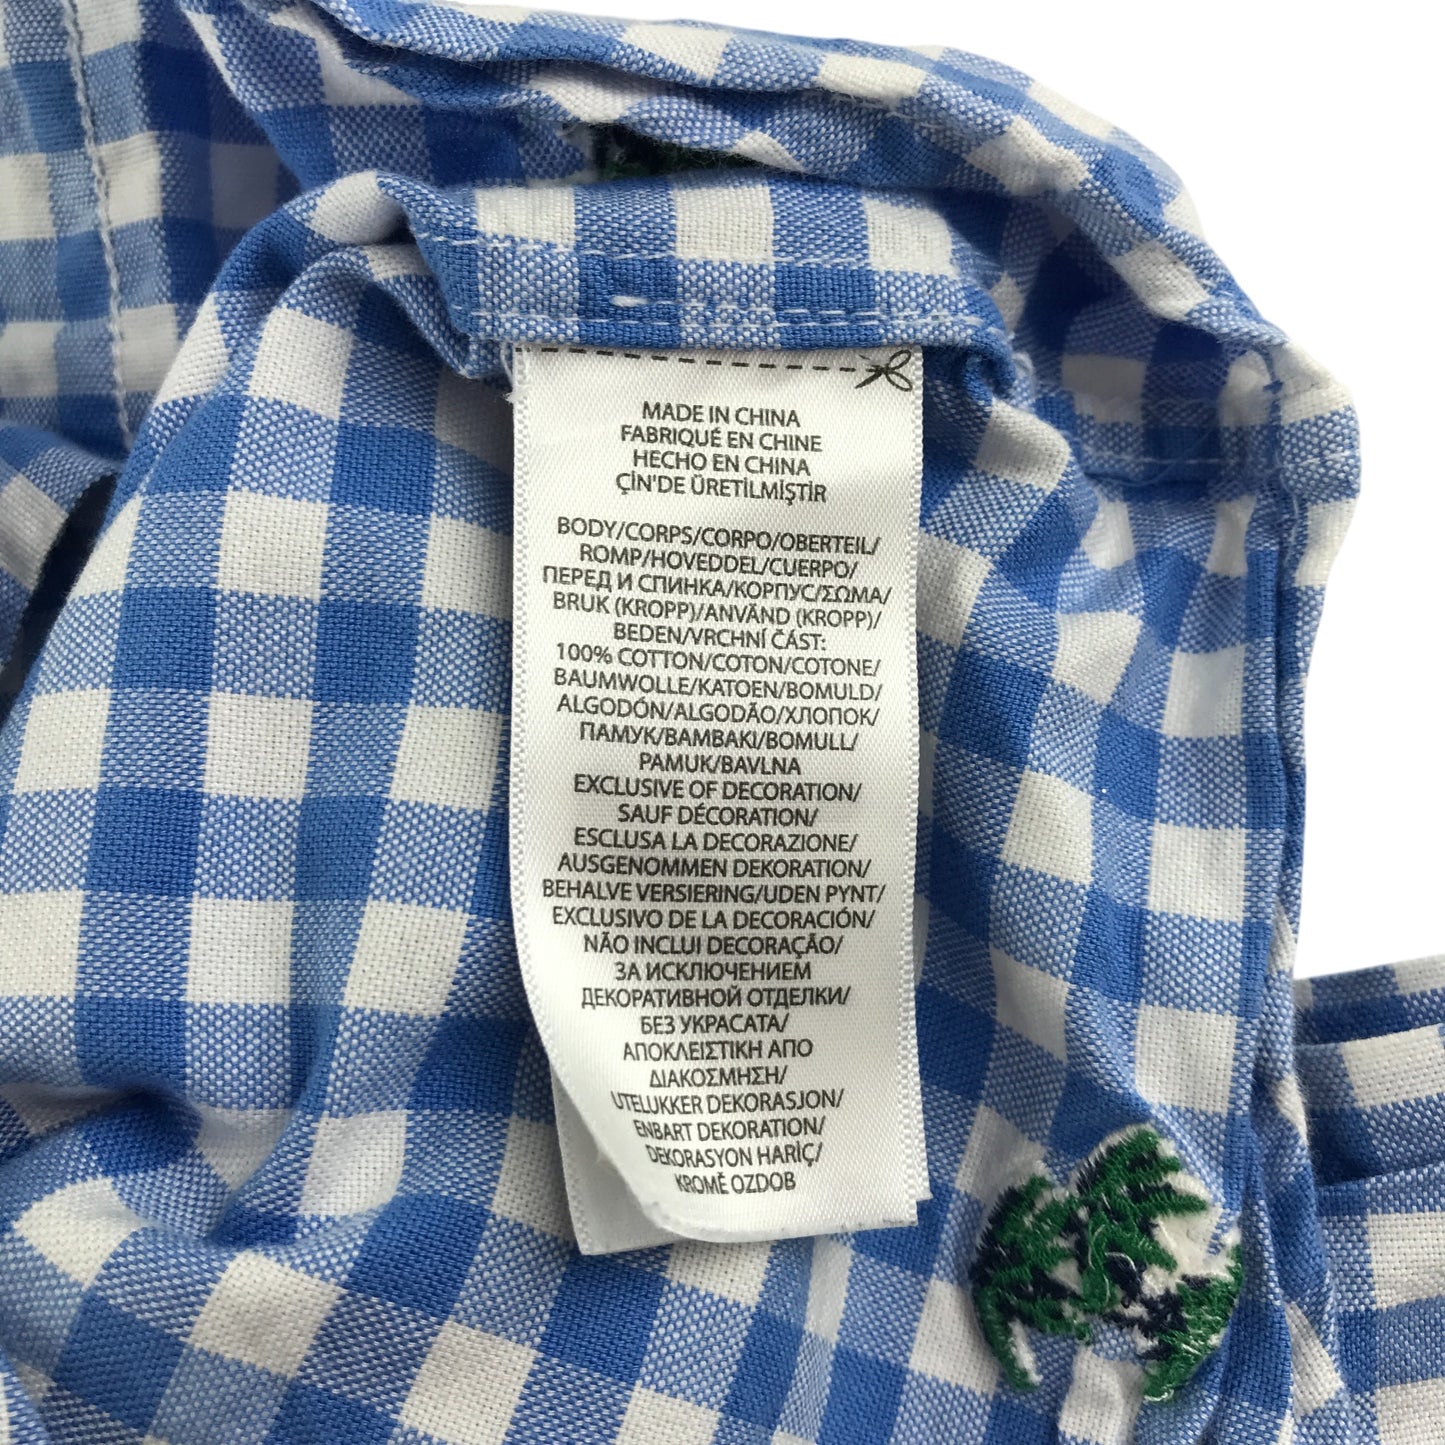 MADE IN CHINA
FABRIQUÉ EN CHINE
HECHO EN CHINA
ÇİN'DE ÜRETİLMİŞTİR
BODY/CORPS/CORPO/OBERTEIL/
ROMP/HOVEDDEL/CUERPO/
ПЕРЕД И СПИНКА/КОРПУС/ΣΩΜΑ/
BRUK (KROPP)/ANVÄND (KROPP)/
BEDEN/VRCHNÍ ČÁST:
100% COTTON/COTON/COTONE/
BAUMWOLLE/KATOEN/BOMULD/
ALGODÓN/ALGODÃO/ХЛОПОК/
ПАМУК/BAMBAKI/BOMULL/
PAMUK/BAVLNA
EXCLUSIVE OF DECORATION/
SAUF DÉCORATION/
ESCLUSA LA DECORAZIONE/
AUSGENOMMEN DEKORATION/
BEHALVE VERSIERING/UDEN PYNT/
EXCLUSIVO DE LA DECORACIÓN/
NÃO INCLUI DECORAÇÃO/
ЗА ИСКЛЮЧЕНИЕМ
ДЕКОРАТИВНОЙ ОТДЕЛКИ/
БЕЗ УКРАСАТА/
ΑΠΟΚΛΕΙΣΤΙΚΗ ΑΠΟ
ΔΙΑΚΟΣΜΗΣΗ/
UTELUKKER DEKORASJON/
ENBART DEKORATION/
DEKORASYON HARİÇ/
KROMĚ OZDOB